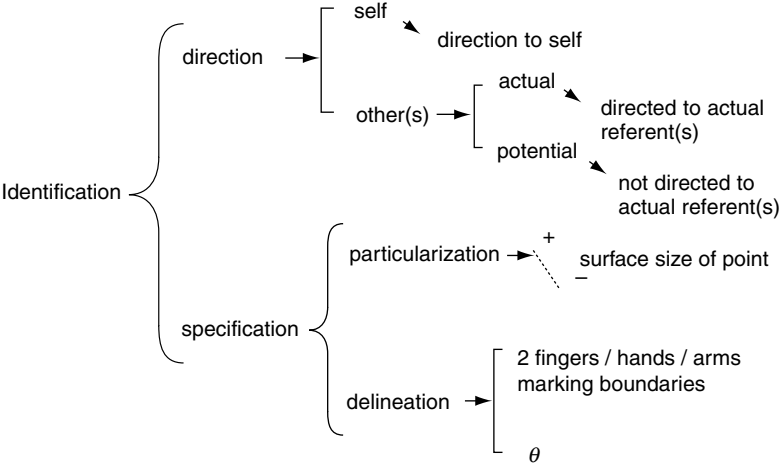 self
direction
direction to self
actual
other(s)
directed to actual
referent(s)
potential
not directed to
actual referent(s)
Identification
+
particularization
surface size of point
–
specification
2 fingers / hands / arms
marking boundaries
delineation
θ